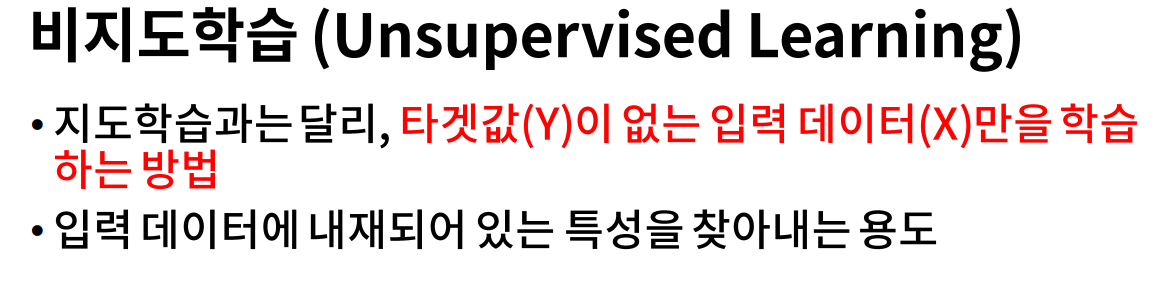 비지도학습 (Unsupervised Learning)
• 지도학습과는 달리, 타겟값(Y)이 없는 입력 데이터(X)만을 학습
하는 방법
• 입력 데이터에 내재되어 있는 특성을 찾아내는 용도